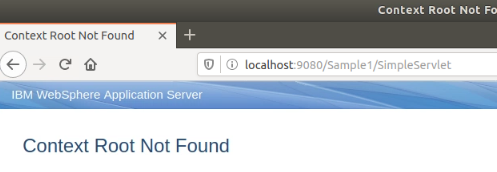 Context Root Not Fo
Context Root Not Found
localhost:9080/Sample1/SimpleServlet
IBM WebSphere Application Server
Context Root Not Found